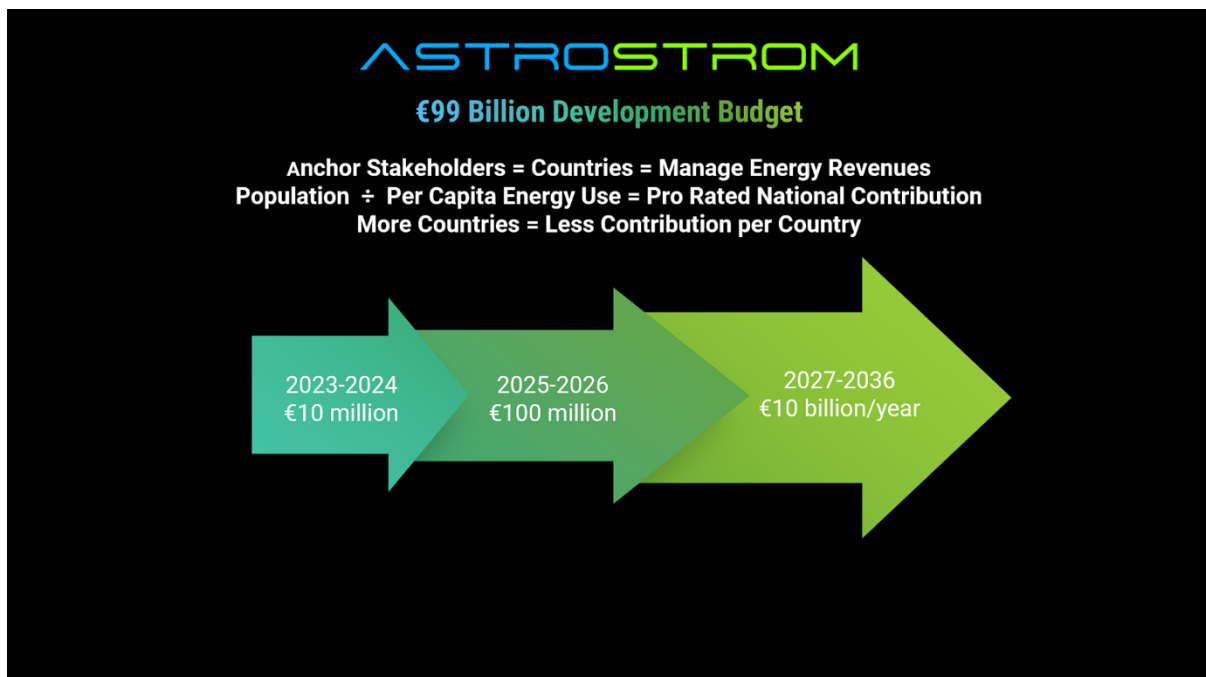 ASTROSTROM
€99 Billion Development Budget
Anchor Stakeholders = Countries = Manage Energy Revenues
Population ÷ Per Capita Energy Use = Pro Rated National Contribution
More Countries = Less Contribution per Country
2023-2024
€10 million
2025-2026
€100 million
2027-2036
€10 billion/year